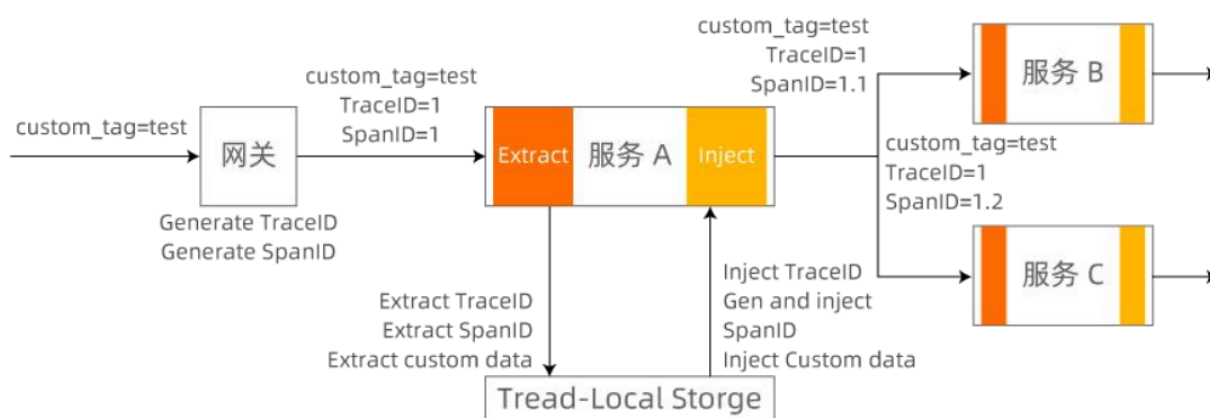 custom_tag=test
网关
Generate TraceID
Generate SpanID
custom_tag=test
TraceID=1
SpanID=1
Extract
服务 A
Inject
Extract TraceID
Extract SpanID
Extract custom data
Inject TraceID
Gen and inject
SpanID
Inject Custom data
Tread-Local Storge
custom_tag=test
TraceID=1
SpanID=1.1
服务 B
custom_tag=test
TraceID=1
SpanID=1.2
服务 C